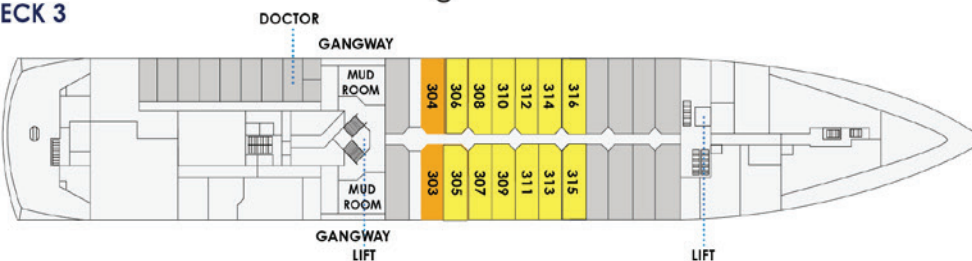 ECK 3
DOCTOR
GANGWAY
MUD
ROOM
304
306
308
310
312
314
316
303
305
307
309
311
313
315
MUD
ROOM
GANGWAY
LIFT
LIFT